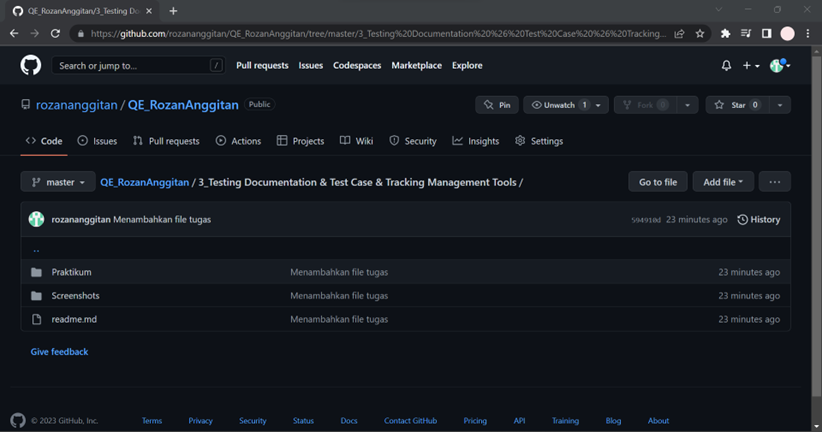 QE_RozanAnggitan/3_Testing Do
https://github.com/rozananggitan/QE_RozanAnggitan/tree/master/3_Testing%20Documentation%20%26%20Test%20Case%20%26%20Tracking...
Search or jump to... / Pull requests Issues Codespaces Marketplace Explore
rozananggitan / QE_RozanAnggitan Public Pin Unwatch 1 Fork 0 Star 0
Code Issues Pull requests Actions Projects Wiki Security Insights Settings
master QE_RozanAnggitan / 3_Testing Documentation & Test Case & Tracking Management Tools / Go to file Add file ...
rozananggitan Menambahkan file tugas 594910d 23 minutes ago History
..
Praktikum Menambahkan file tugas 23 minutes ago
Screenshots Menambahkan file tugas 23 minutes ago
readme.md Menambahkan file tugas 23 minutes ago
Give feedback
© 2023 GitHub, Inc. Terms Privacy Security Status Docs Contact GitHub Pricing API Training Blog About